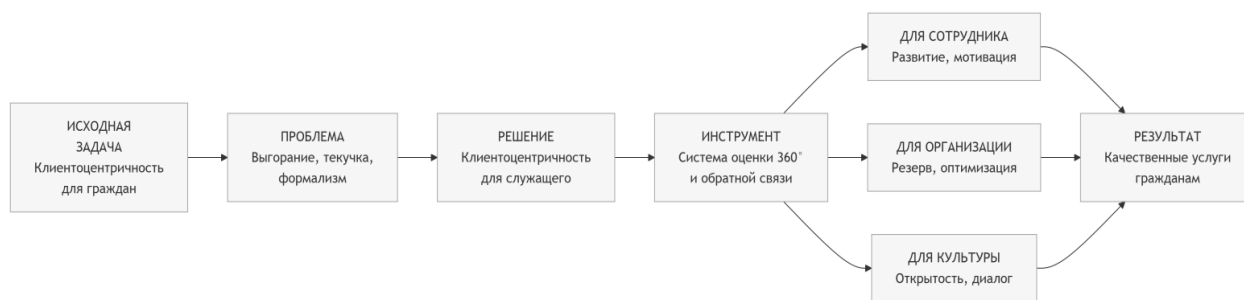 ИСХОДНАЯ
ЗАДАЧА
Клиентоцентричность
для граждан
ПРОБЛЕМА
Выгорание, текучка,
формализм
РЕШЕНИЕ
Клиентоцентричность
для служащего
ИНСТРУМЕНТ
Система оценки 360°
и обратной связи
ДЛЯ СОТРУДНИКА
Развитие, мотивация
ДЛЯ ОРГАНИЗАЦИИ
Резерв, оптимизация
ДЛЯ КУЛЬТУРЫ
Открытость, диалог
РЕЗУЛЬТАТ
Качественные услуги
гражданам